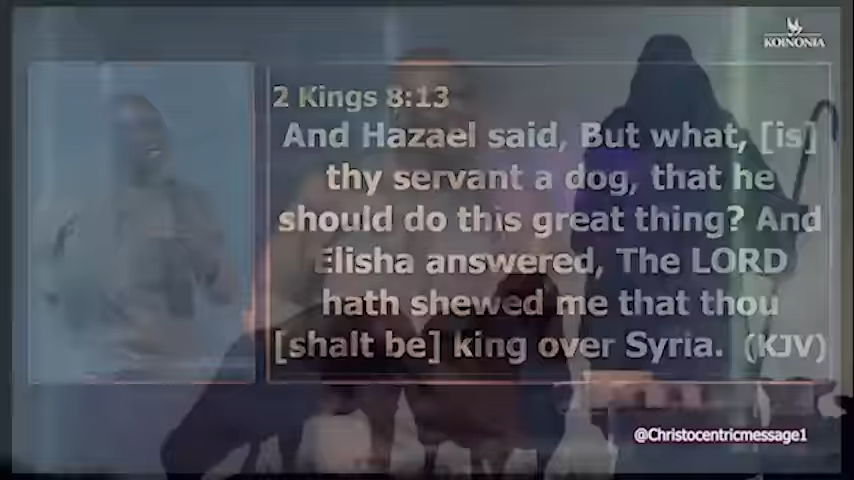 KOINONIA
2 Kings 8:13
And Hazael said, But what, [is]
thy servant a dog, that he
should do this great thing? And
Elisha answered, The LORD
hath shewed me that thou
[shalt be] king over Syria. (KJV)
@Christocentricmessage1